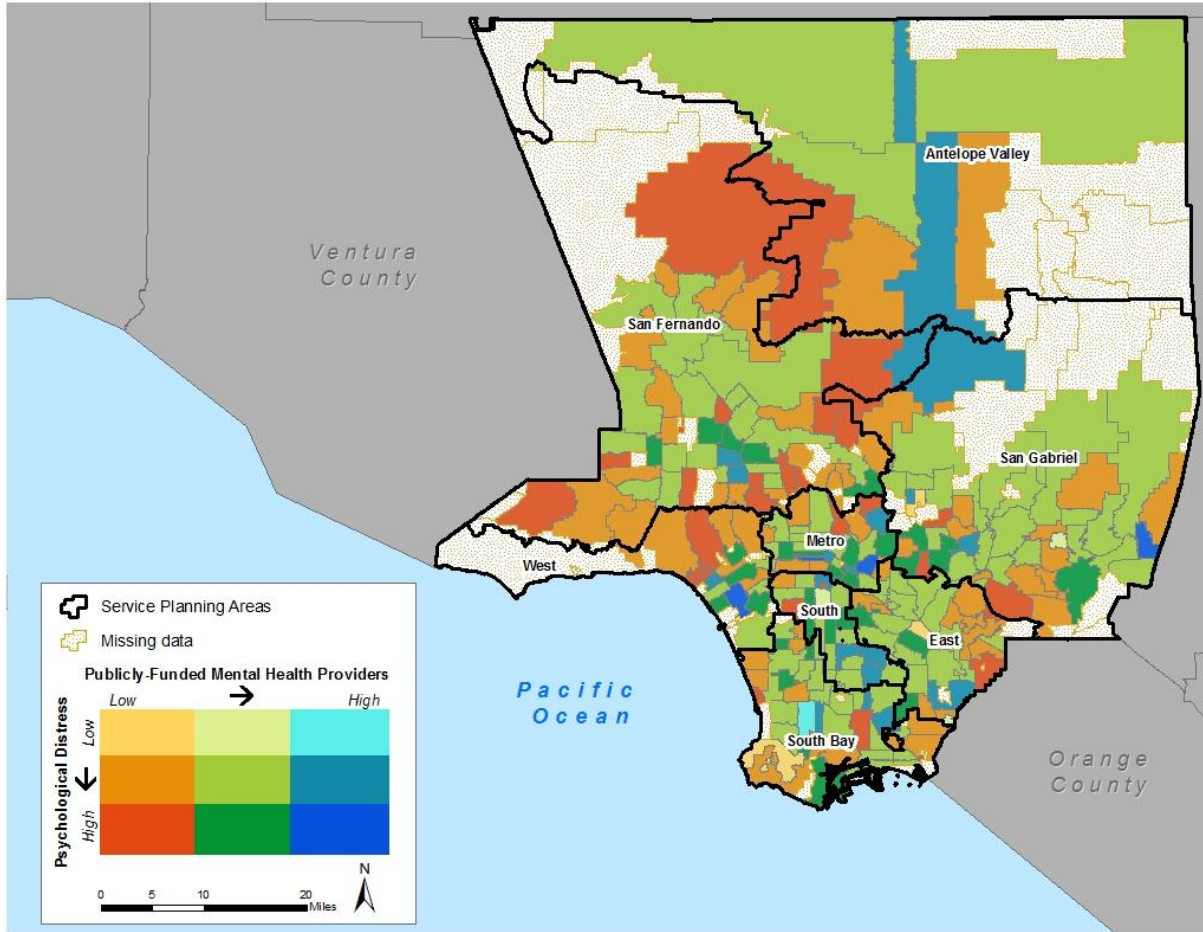 Ventura
County
Antelope Valley
San Fernando
San Gabriel
Metro
West
South
East
South Bay
Pacific
Ocean
Orange
County
Service Planning Areas
Missing data
Publicly-Funded Mental Health Providers
Low
High
Psychological Distress
Low
High
N
0 5 10 20
Miles